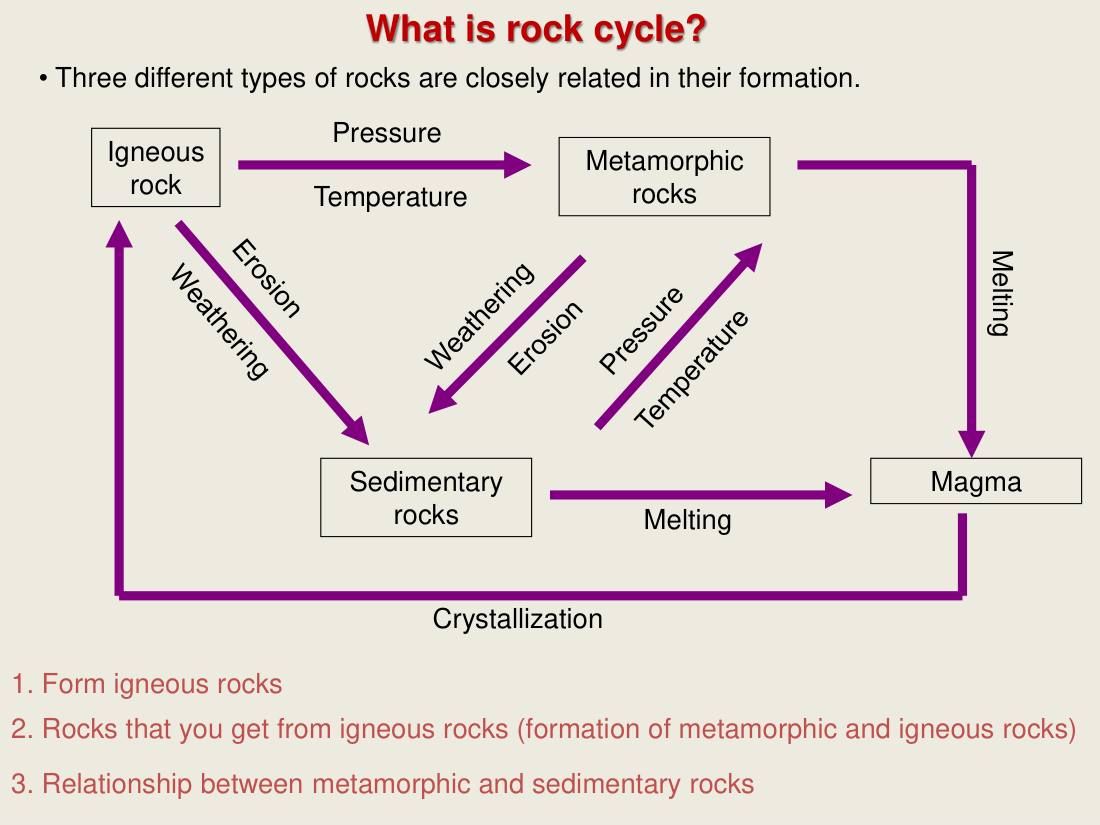 What is rock cycle?
• Three different types of rocks are closely related in their formation.
Pressure
Igneous
rock
Metamorphic
rocks
Temperature
Erosion
Weathering
Weathering
Erosion
Pressure
Temperature
Melting
Sedimentary
rocks
Magma
Melting
Crystallization
1. Form igneous rocks
2. Rocks that you get from igneous rocks (formation of metamorphic and igneous rocks)
3. Relationship between metamorphic and sedimentary rocks